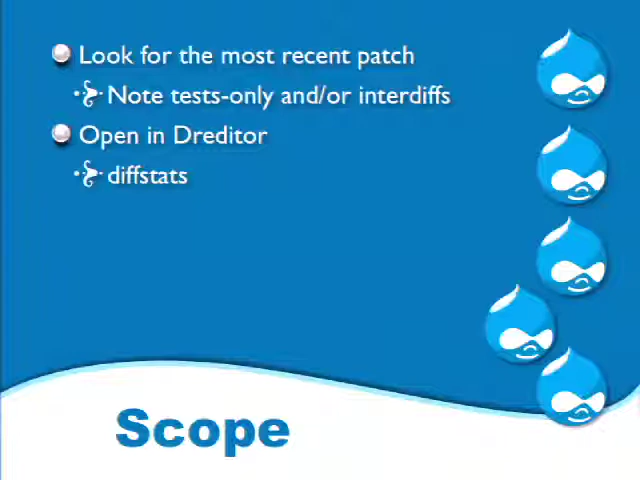 Look for the most recent patch
Note tests-only and/or interdiffs
Open in Dreditor
diffstats
Scope